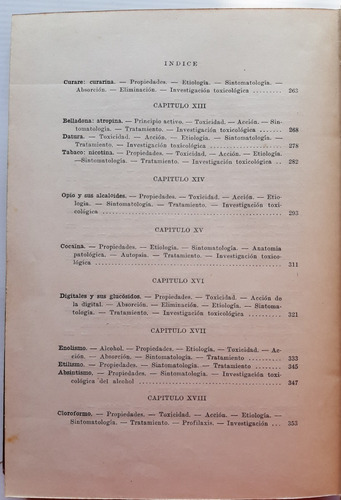 INDICE
Curare: curarina. — Propiedades. — Etiología. — Sintomatología. —
Absorción. — Eliminación. — Investigación toxicológica ........ 263
CAPITULO XIII
Belladona: atropina. — Principio activo. — Toxicidad. — Acción. — Sin-
tomatología. — Tratamiento. — Investigación toxicológica ...... 268
Datura. — Toxicidad. — Acción. — Etiología. — Sintomatología. —
Tratamiento. — Investigación toxicológica .................... 278
Tabaco: nicotina. — Propiedades. — Toxicidad. — Acción. — Etiología.
—Sintomatología. — Tratamiento. — Investigación toxicológica .. 282
CAPITULO XIV
Opio y sus alcalóides. — Propiedades. — Toxicidad. — Acción. — Etio-
logía. — Sintomatología. — Tratamiento. — Investigación toxi-
cológica .................... 293
CAPITULO XV
Cocaína. — Propiedades. — Etiología. — Sintomatología. — Anatomía
patológica. — Autopsia. — Tratamiento. — Investigación toxico-
lógica .................... 311
CAPITULO XVI
Digitales y sus glucósidos. — Propiedades. — Toxicidad. — Acción de
la digital. — Absorción. — Eliminación. — Etiología. — Sintoma-
tología. — Tratamiento. — Investigación toxicológica .......... 321
CAPITULO XVII
Enolismo. — Alcohol. — Propiedades. — Etiología. — Toxicidad. — Ac-
ción. — Absorción. — Sintomatología. — Tratamiento .......... 333
Etilismo. — Propiedades. — Sintomatología. — Tratamiento ........ 345
Absintismo. — Propiedades. — Sintomatología. — Investigación toxi-
cológica del alcohol .................... 347
CAPITULO XVIII
Cloroformo. — Propiedades. — Toxicidad. — Acción. — Etiología. —
Sintomatología. — Tratamiento. — Profilaxis. — Investigación ... 353